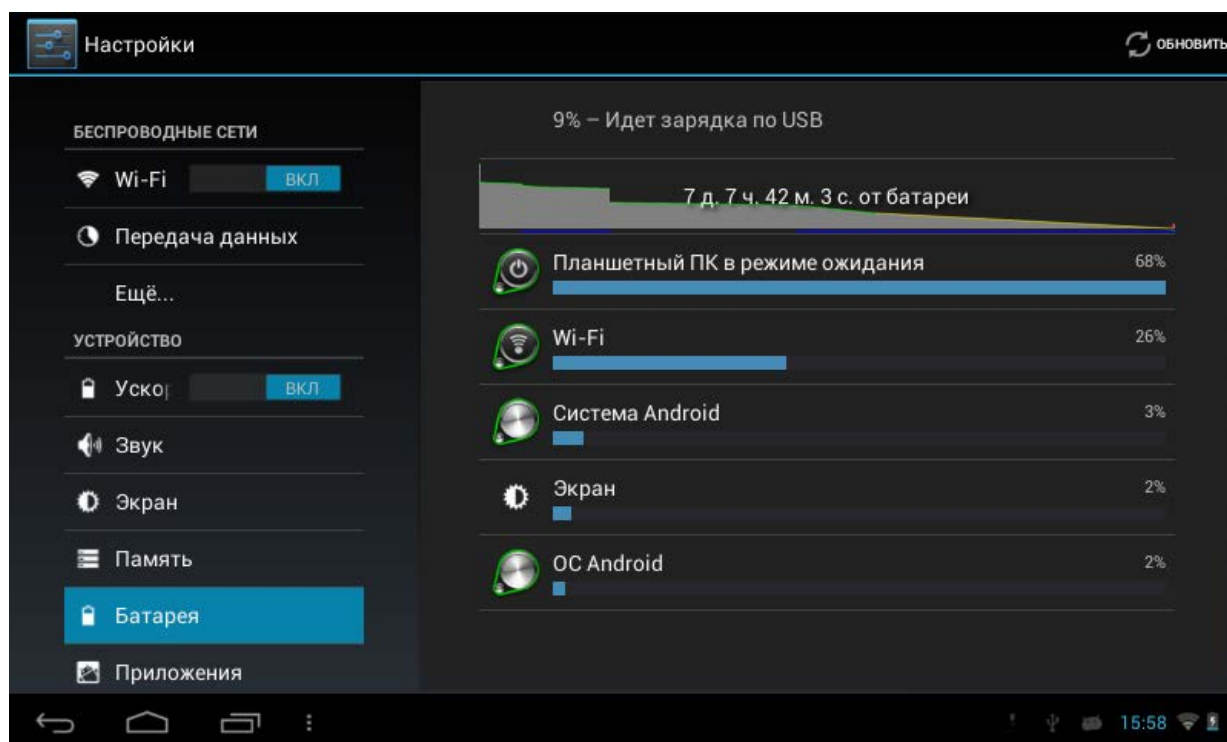 Настройки
ОБНОВИТЬ
БЕСПРОВОДНЫЕ СЕТИ
Wi-Fi ВКЛ
Передача данных
Ещё...
УСТРОЙСТВО
Уско ВКЛ
Звук
Экран
Память
Батарея
Приложения
9% – Идет зарядка по USB
7 д. 7 ч. 42 м. 3 с. от батареи
Планшетный ПК в режиме ожидания 68%
Wi-Fi 26%
Система Android 3%
Экран 2%
ОС Android 2%
15:58